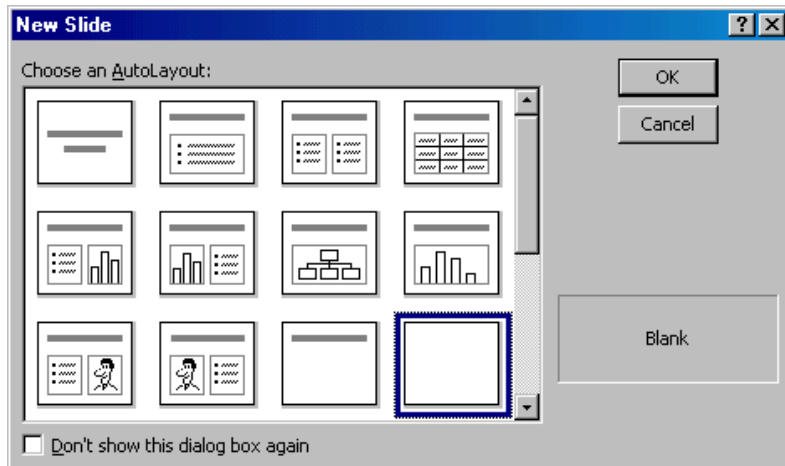 New Slide
Choose an AutoLayout:
OK
Cancel
Blank
Don't show this dialog box again